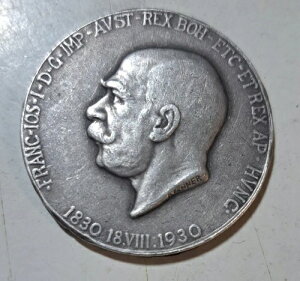 FRANC·IOS·I·D·G·IMP·AVST·REX BOH·ETC·ET REX AP·HVNG·
1830.18.VIII.1930